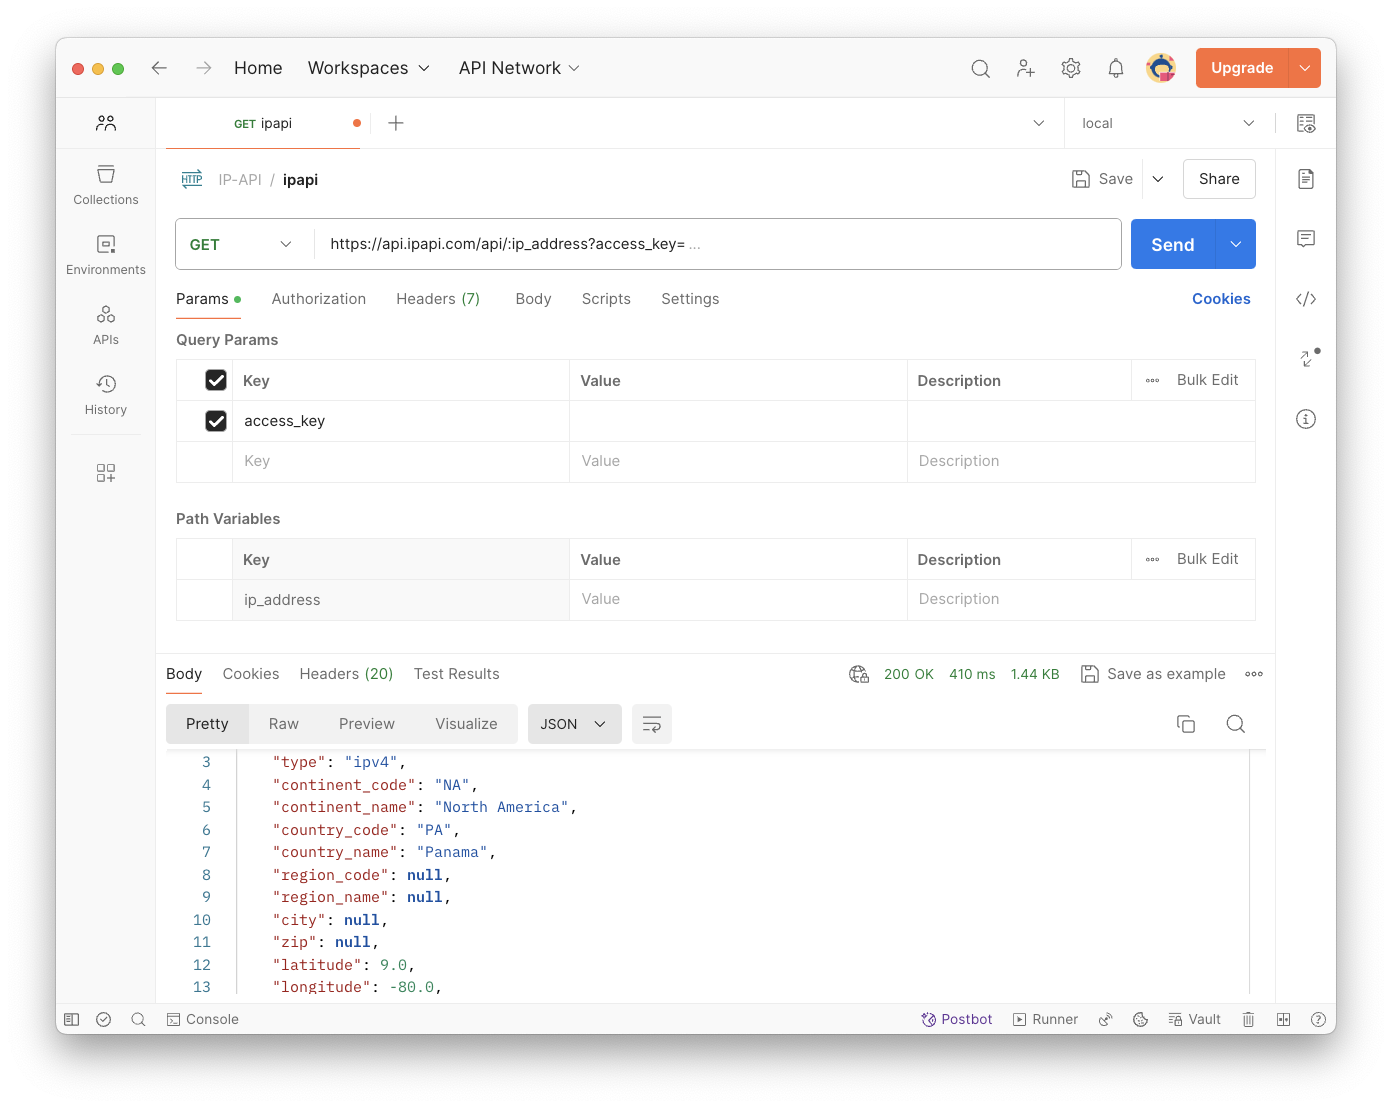 Home Workspaces API Network Upgrade
GET ipapi local
HTTP IP-API / ipapi Save Share
Collections
GET https://api.ipapi.com/api/:ip_address?access_key= ... Send
Environments
Params Authorization Headers (7) Body Scripts Settings Cookies
APIs
Query Params
Key Value Description Bulk Edit
History
access_key
Key Value Description
Path Variables
Key Value Description Bulk Edit
ip_address Value Description
Body Cookies Headers (20) Test Results 200 OK 410 ms 1.44 KB Save as example
Pretty Raw Preview Visualize JSON
3 "type": "ipv4",
4 "continent_code": "NA",
5 "continent_name": "North America",
6 "country_code": "PA",
7 "country_name": "Panama",
8 "region_code": null,
9 "region_name": null,
10 "city": null,
11 "zip": null,
12 "latitude": 9.0,
13 "longitude": -80.0,
Console Postbot Runner Vault